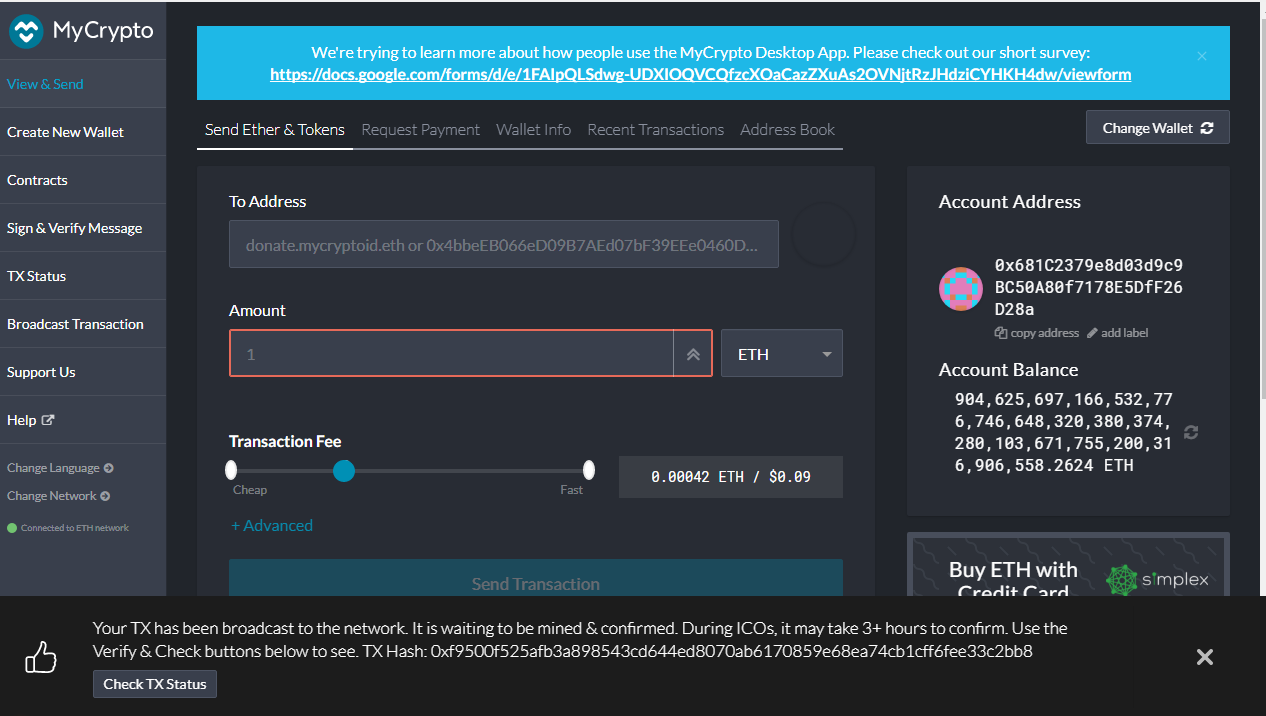 MyCrypto
View & Send
Create New Wallet
Contracts
Sign & Verify Message
TX Status
Broadcast Transaction
Support Us
Help
Change Language
Change Network
Connected to ETH network
We're trying to learn more about how people use the MyCrypto Desktop App. Please check out our short survey:
https://docs.google.com/forms/d/e/1FAIpQLSdwg-UDXIOQVCQfzcXOaCazZXuAs2OVNjtRzJHdziCYHKH4dw/viewform
Send Ether & Tokens Request Payment Wallet Info Recent Transactions Address Book
Change Wallet
To Address
donate.mycryptoid.eth or 0x4bbeEB066eD09B7AEd07bF39EEe0460D...
Amount
1
ETH
Transaction Fee
Cheap Fast
0.00042 ETH / $0.09
+ Advanced
Send Transaction
Account Address
0x681C2379e8d03d9c9
BC50A80f7178E5DfF26
D28a
copy address add label
Account Balance
904,625,697,166,532,77
6,746,648,320,380,374,
280,103,671,755,200,31
6,906,558.2624 ETH
Buy ETH with
Credit Card
simplex
Your TX has been broadcast to the network. It is waiting to be mined & confirmed. During ICOs, it may take 3+ hours to confirm. Use the
Verify & Check buttons below to see. TX Hash: 0xf9500f525afb3a898543cd644ed8070ab6170859e68ea74cb1cff6fee33c2bb8
Check TX Status